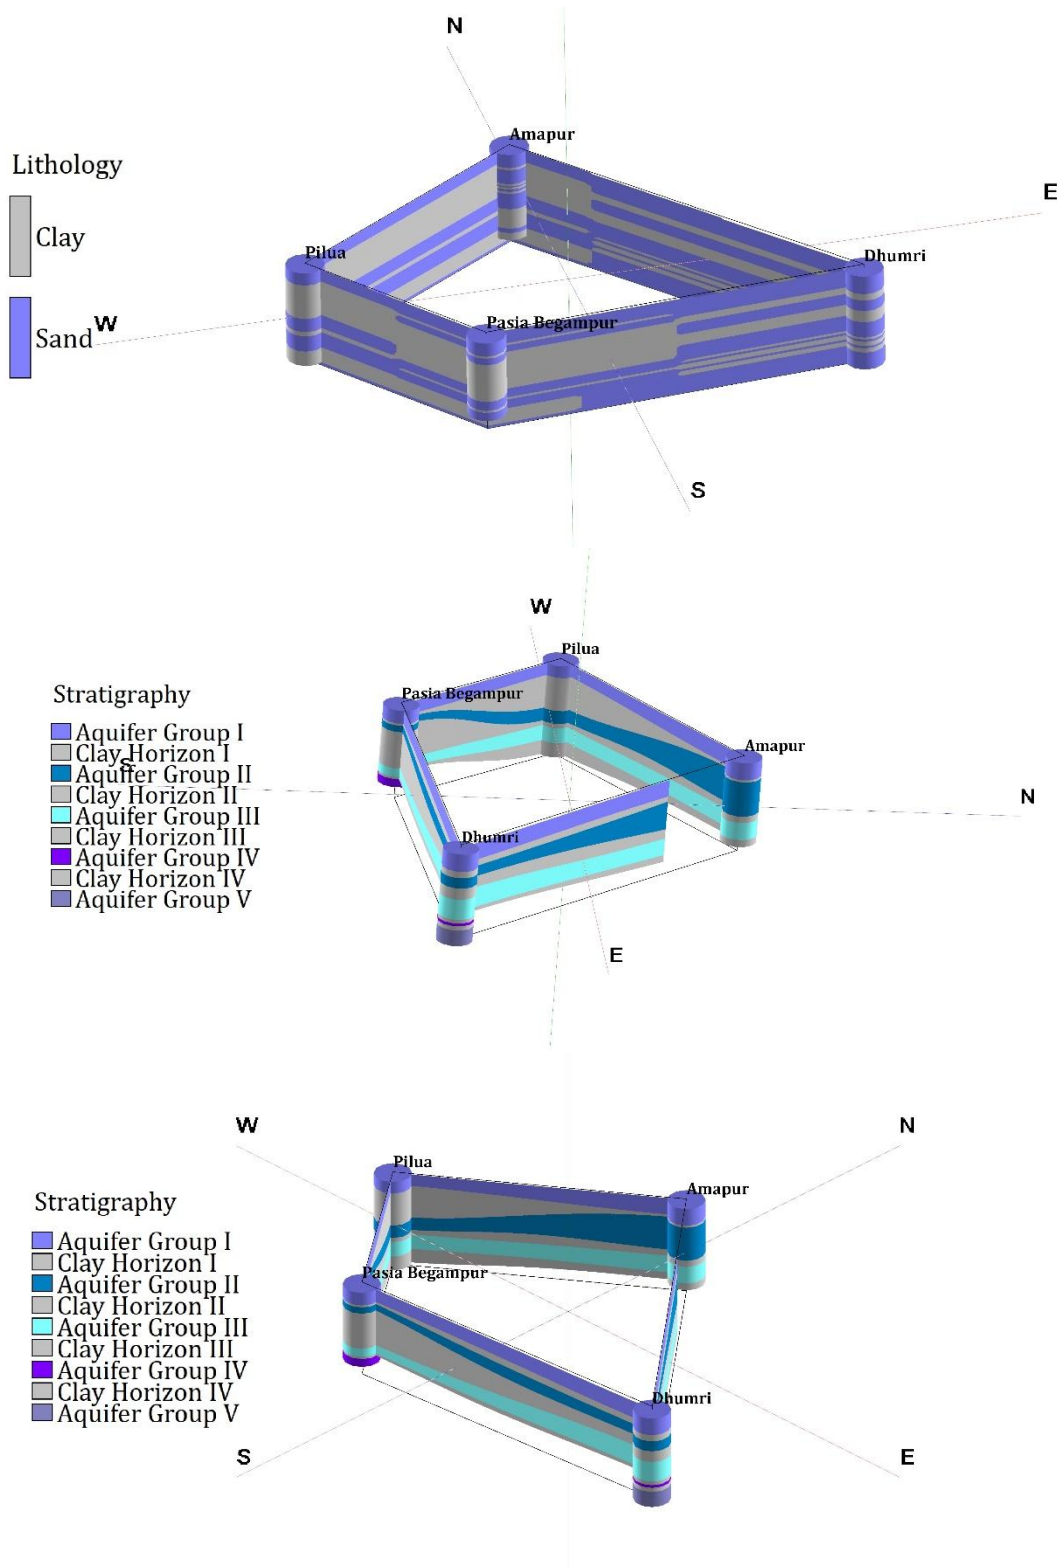 N
Amapur
Lithology
E
Clay
Pilua
Dhumri
Pasia Begampur
W
Sand
S
W
Pilua
Stratigraphy
Pasia Begampur
Aquifer Group I
Clay Horizon I
Amapur
S
Aquifer Group II
Clay Horizon II
N
Aquifer Group III
Clay Horizon III
Dhumri
Aquifer Group IV
Clay Horizon IV
Aquifer Group V
E
W
N
Pilua
Amapur
Stratigraphy
Aquifer Group I
Clay Horizon I
Pasia Begampur
Aquifer Group II
Clay Horizon II
Aquifer Group III
Clay Horizon III
Aquifer Group IV
Clay Horizon IV
Dhumri
Aquifer Group V
S
E